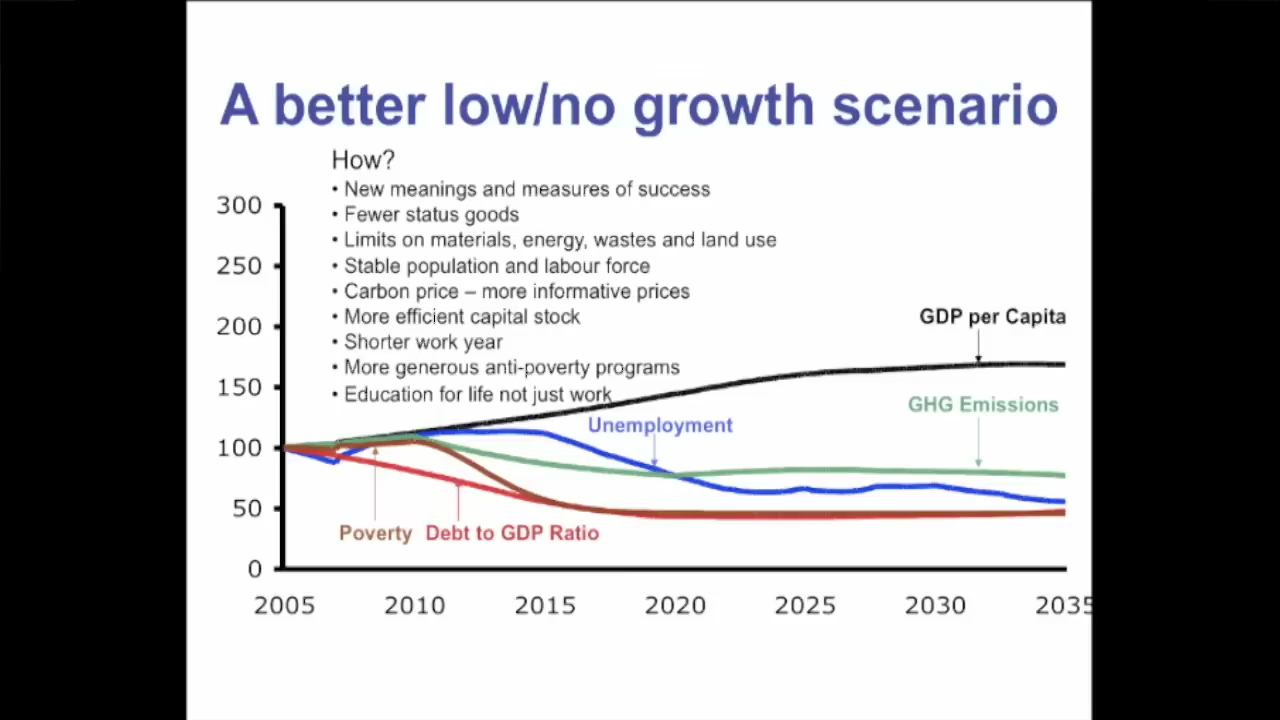 A better low/no growth scenario
How?
• New meanings and measures of success
• Fewer status goods
• Limits on materials, energy, wastes and land use
• Stable population and labour force
• Carbon price – more informative prices
• More efficient capital stock
• Shorter work year
• More generous anti-poverty programs
• Education for life not just work
300
250
200
150
100
50
0
GDP per Capita
GHG Emissions
Unemployment
Poverty
Debt to GDP Ratio
2005 2010 2015 2020 2025 2030 2035